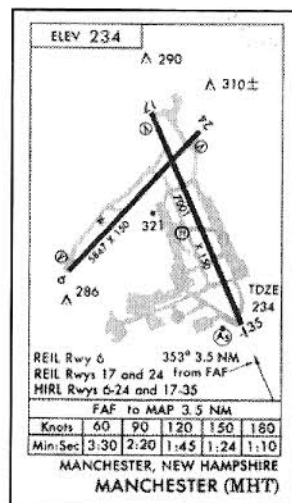 ELEV 234
290
310±
17
24
5847 X 150
7001 X 150
321
6
286
TDZE
234
35
REIL Rwy 6
353° 3.5 NM
REIL Rwys 17 and 24
from FAF
HIRL Rwys 6-24 and 17-35
FAF to MAP 3.5 NM
Knots 60 90 120 150 180
Min:Sec 3:30 2:20 1:45 1:24 1:10
MANCHESTER, NEW HAMPSHIRE
MANCHESTER (MHT)